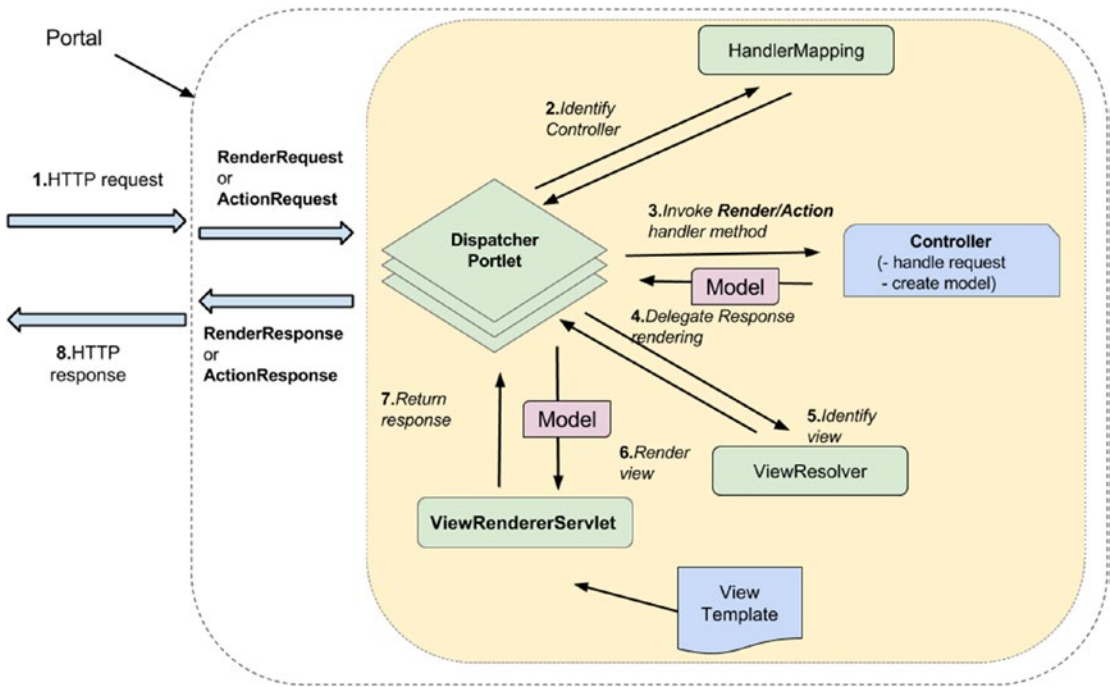 Portal
HandlerMapping
2.Identify
Controller
RenderRequest
or
ActionRequest
1.HTTP request
3.Invoke Render/Action
handler method
Dispatcher
Portlet
Controller
(- handle request
- create model)
Model
4.Delegate Response
rendering
RenderResponse
or
ActionResponse
8.HTTP
response
7.Return
response
Model
5.Identify
view
6.Render
view
ViewResolver
ViewRendererServlet
View
Template